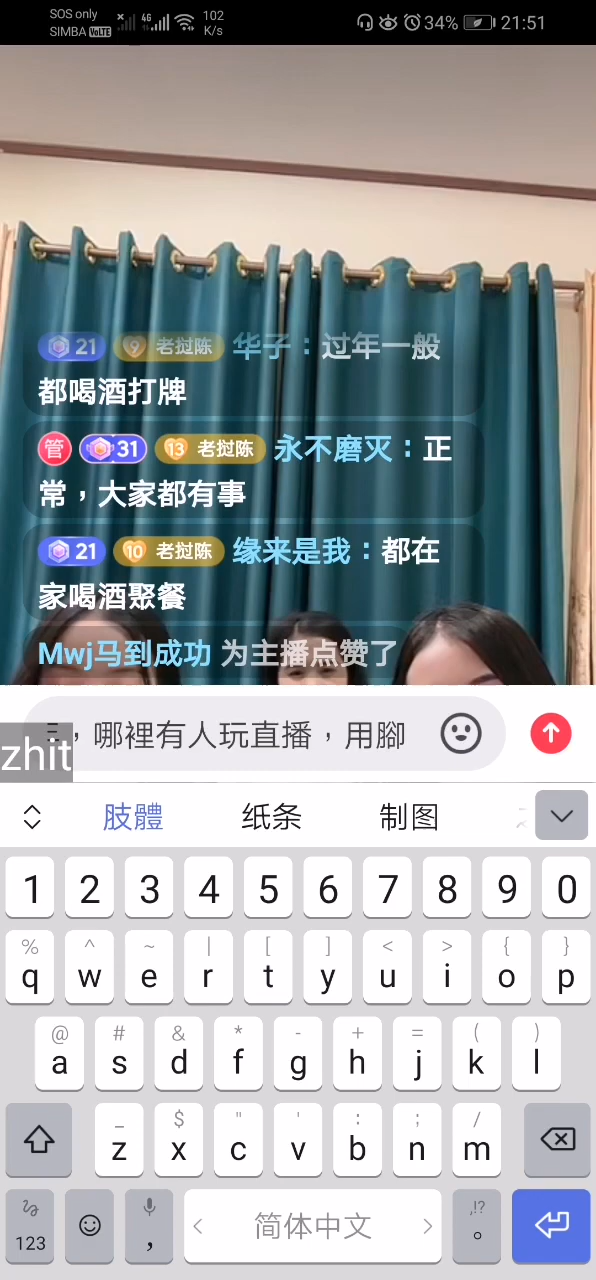 SOS only
SIMBA VoLTE
4G
102
K/s
34%
21:51
21 9 老挝陈 华子：过年一般
都喝酒打牌
管 31 13 老挝陈 永不磨灭：正
常，大家都有事
21 10 老挝陈 缘来是我：都在
家喝酒聚餐
Mwj马到成功 为主播点赞了
，哪裡有人玩直播，用腳
zhit
肢體 纸条 制图
1 2 3 4 5 6 7 8 9 0
% ^ ~ | [ ] < > { }
q w e r t y u i o p
@ # & * - + = ( )
a s d f g h j k l
_ $ " ' : ; /
z x c v b n m
,!?
123 , 简体中文 。